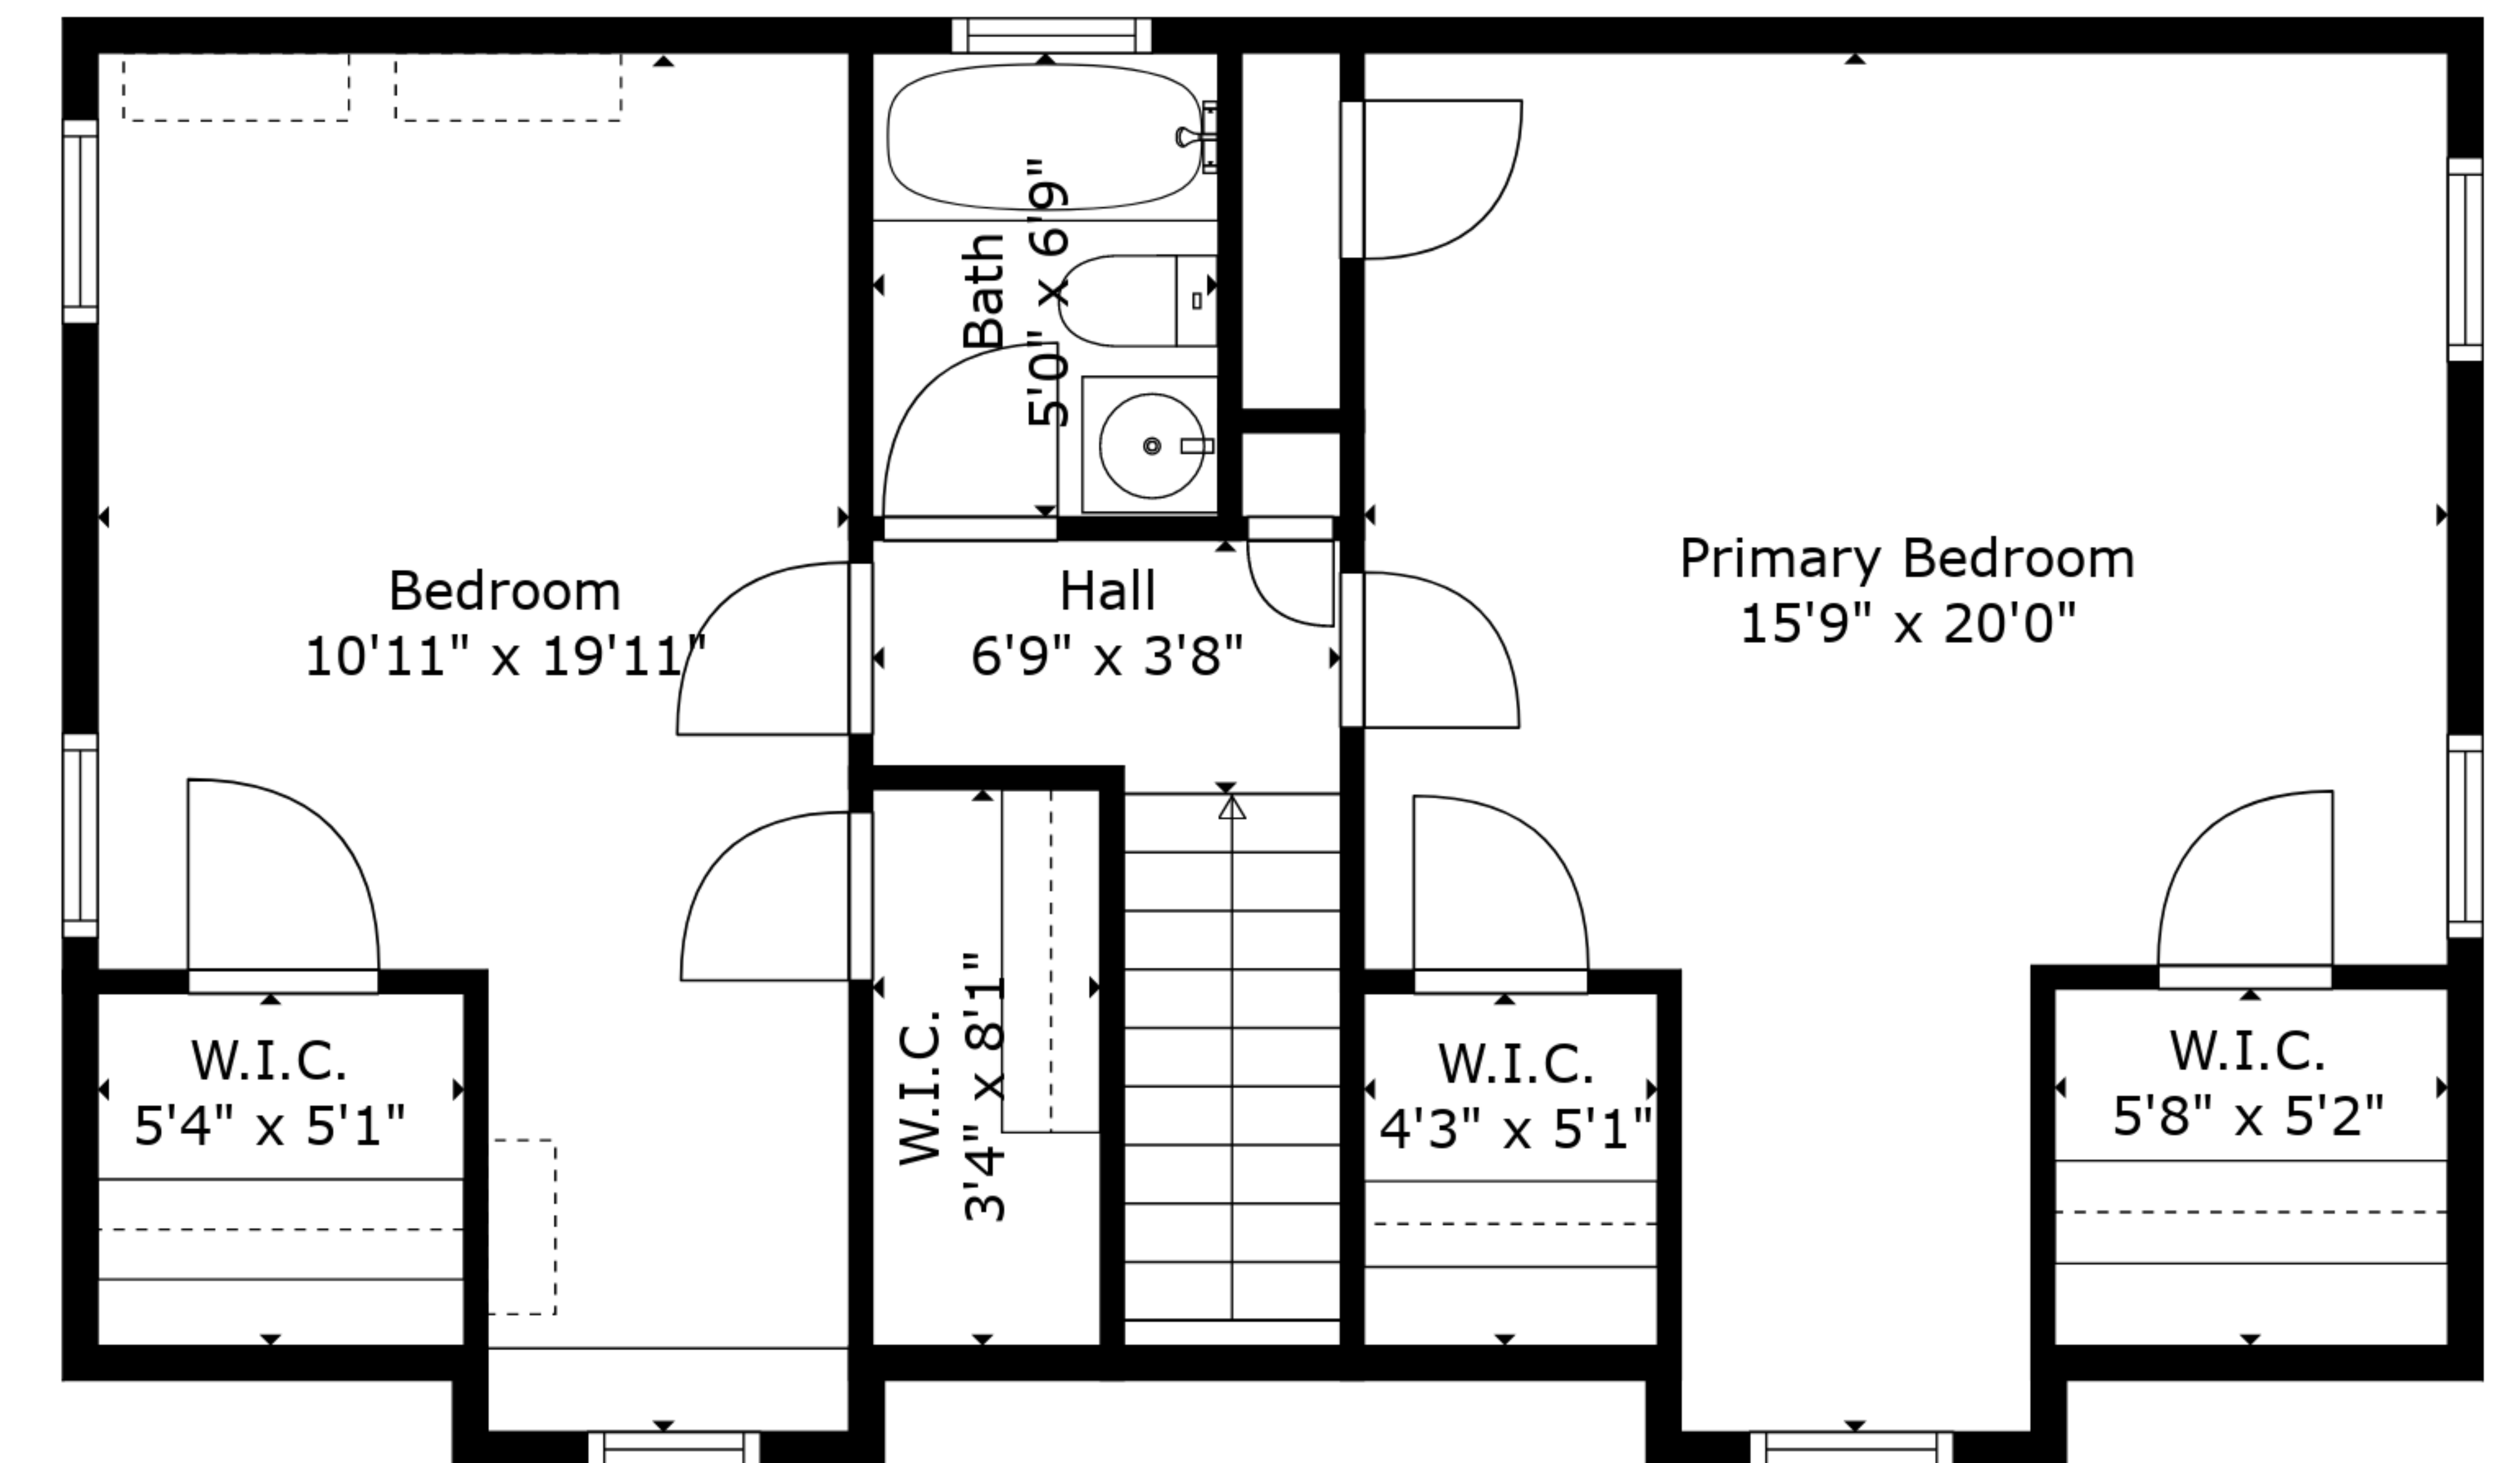 Bath
5'0" x 6'9"
Bedroom
10'11" x 19'11"
Hall
6'9" x 3'8"
Primary Bedroom
15'9" x 20'0"
W.I.C.
5'4" x 5'1"
W.I.C.
3'4" x 8'1"
W.I.C.
4'3" x 5'1"
W.I.C.
5'8" x 5'2"